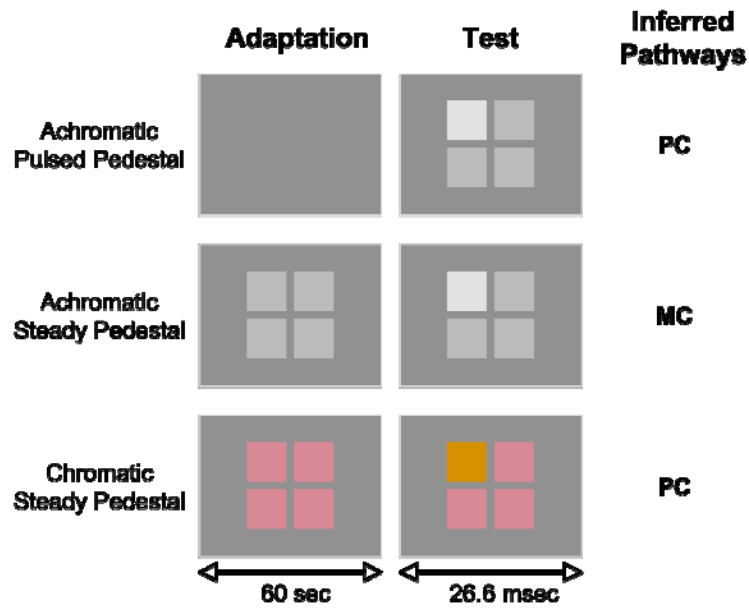 Adaptation
Test
Inferred
Pathways
Achromatic
Pulsed Pedestal
PC
Achromatic
Steady Pedestal
MC
Chromatic
Steady Pedestal
PC
60 sec
26.6 msec